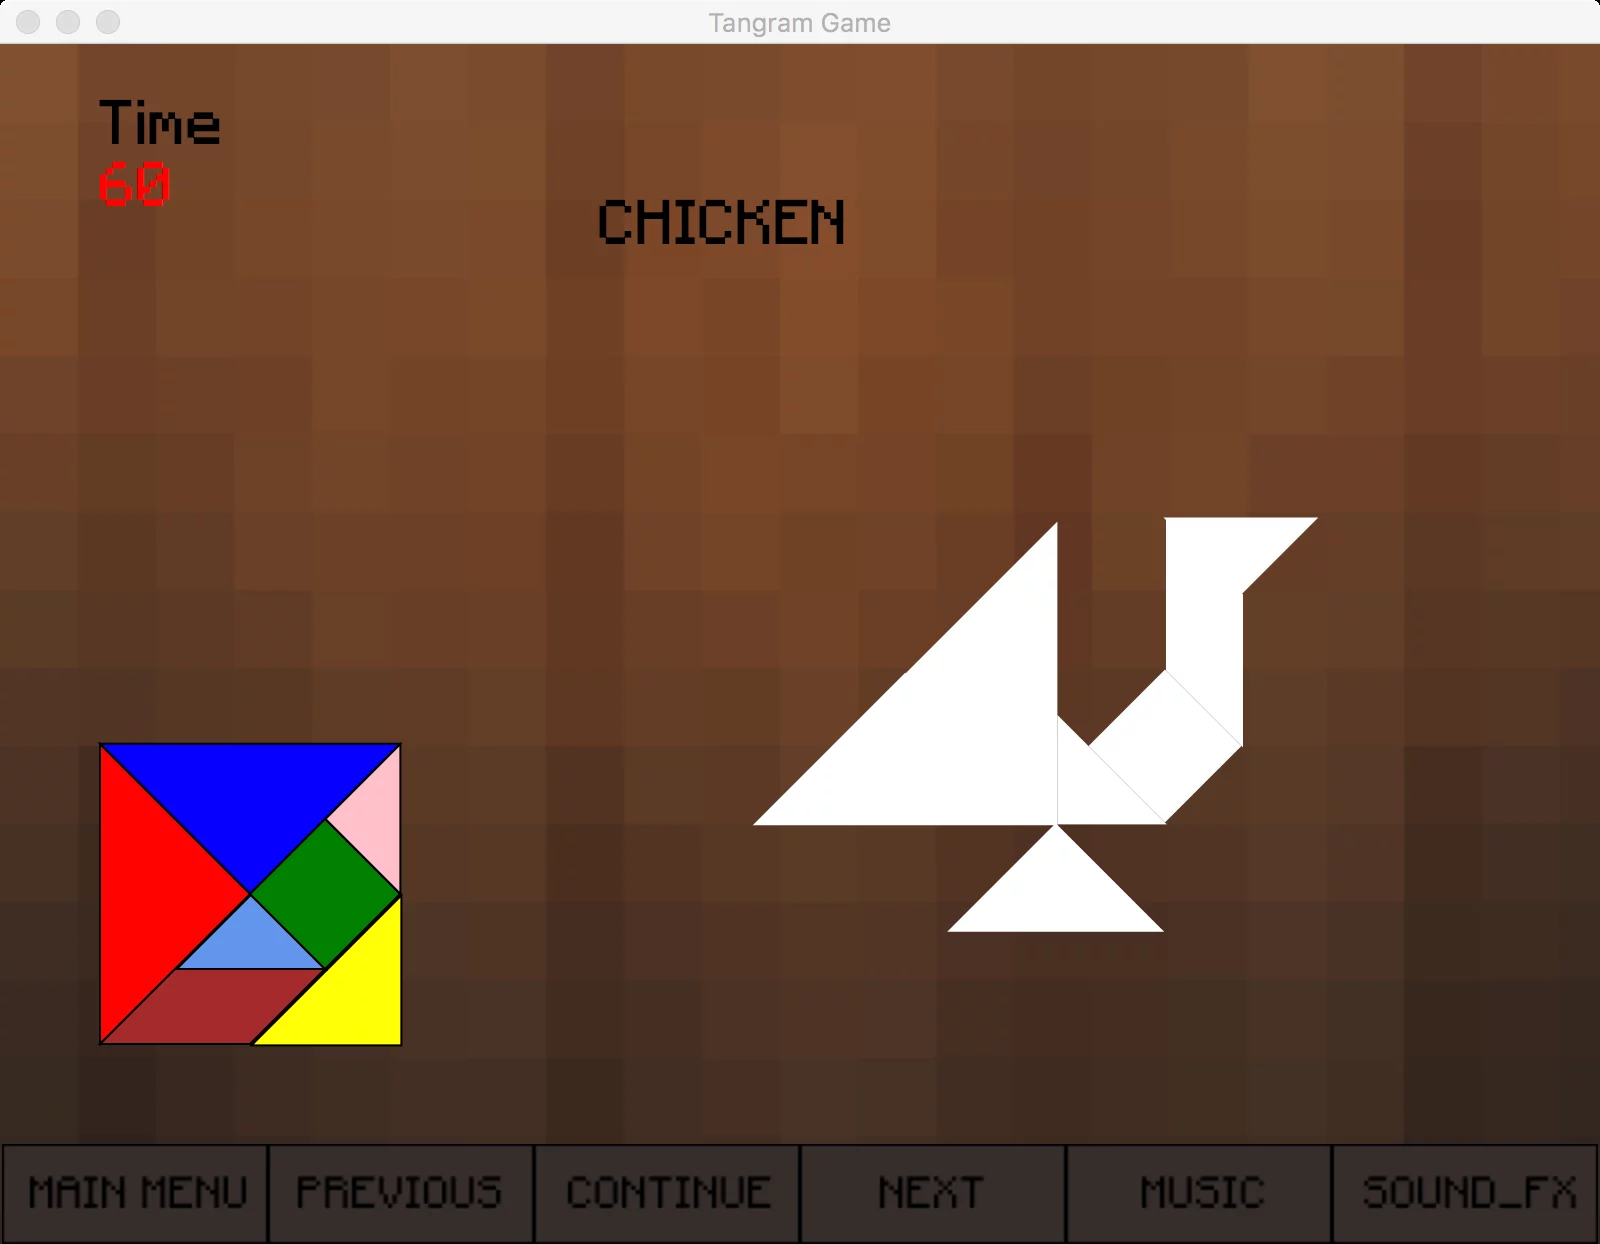 Tangram Game
Time
60
CHICKEN
MAIN MENU
PREVIOUS
CONTINUE
NEXT
MUSIC
SOUND_FX